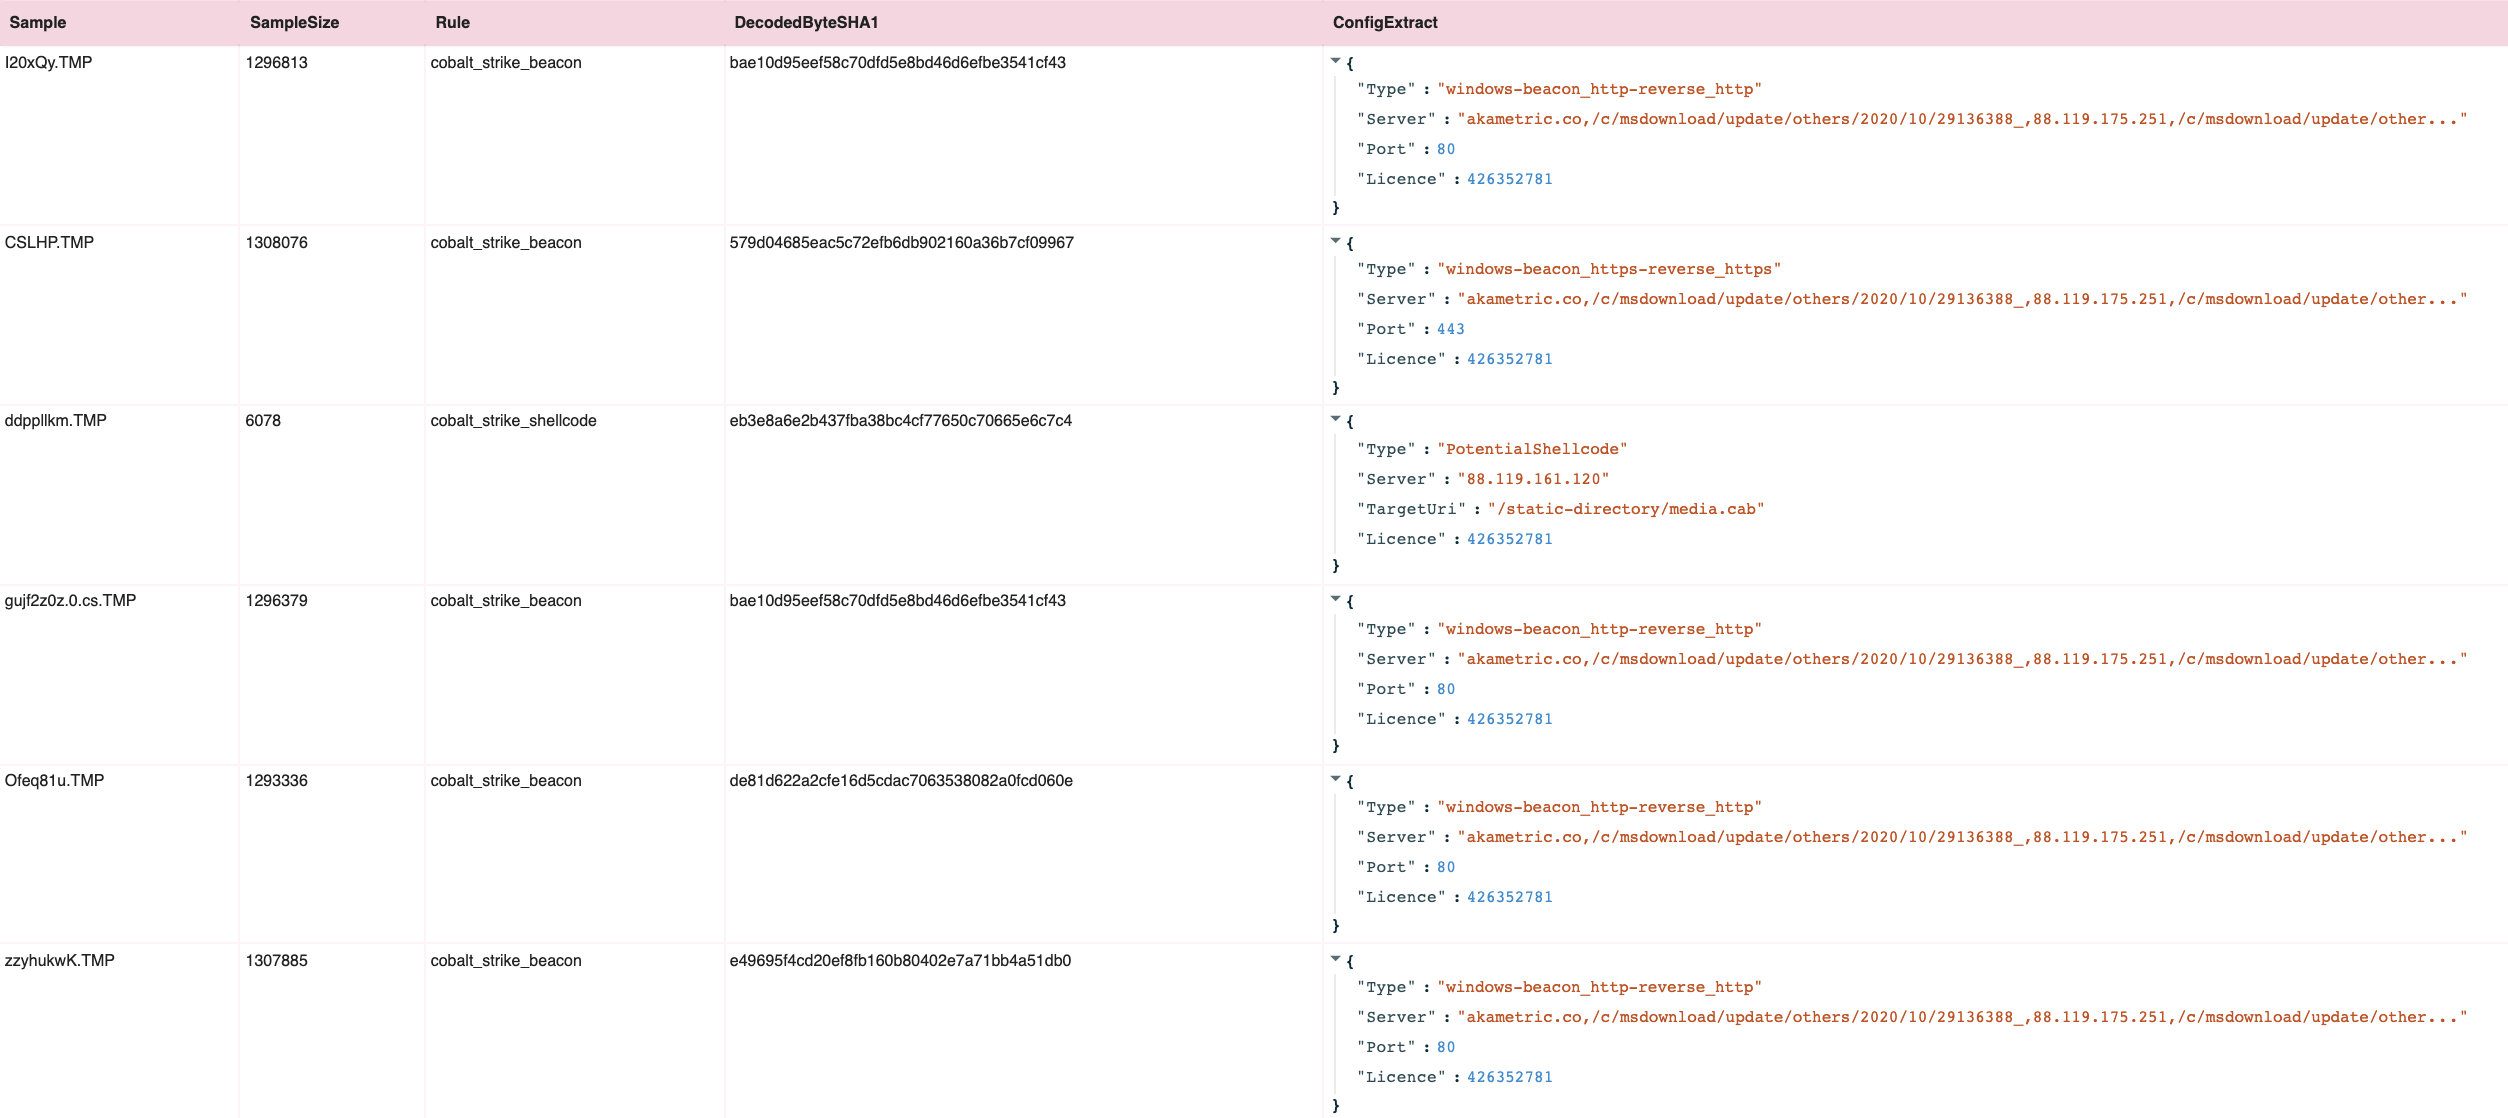 Sample SampleSize Rule DecodedByteSHA1 ConfigExtract
I20xQy.TMP 1296813 cobalt_strike_beacon bae10d95eef58c70dfd5e8bd46d6efbe3541cf43 {
"Type" : "windows-beacon_http-reverse_http"
"Server" : "akametric.co,/c/msdownload/update/others/2020/10/29136388_,88.119.175.251,/c/msdownload/update/other..."
"Port" : 80
"Licence" : 426352781
}
CSLHP.TMP 1308076 cobalt_strike_beacon 579d04685eac5c72efb6db902160a36b7cf09967 {
"Type" : "windows-beacon_https-reverse_https"
"Server" : "akametric.co,/c/msdownload/update/others/2020/10/29136388_,88.119.175.251,/c/msdownload/update/other..."
"Port" : 443
"Licence" : 426352781
}
ddppllkm.TMP 6078 cobalt_strike_shellcode eb3e8a6e2b437fba38bc4cf77650c70665e6c7c4 {
"Type" : "PotentialShellcode"
"Server" : "88.119.161.120"
"TargetUri" : "/static-directory/media.cab"
"Licence" : 426352781
}
gujf2z0z.0.cs.TMP 1296379 cobalt_strike_beacon bae10d95eef58c70dfd5e8bd46d6efbe3541cf43 {
"Type" : "windows-beacon_http-reverse_http"
"Server" : "akametric.co,/c/msdownload/update/others/2020/10/29136388_,88.119.175.251,/c/msdownload/update/other..."
"Port" : 80
"Licence" : 426352781
}
Ofeq81u.TMP 1293336 cobalt_strike_beacon de81d622a2cfe16d5cdac7063538082a0fcd060e {
"Type" : "windows-beacon_http-reverse_http"
"Server" : "akametric.co,/c/msdownload/update/others/2020/10/29136388_,88.119.175.251,/c/msdownload/update/other..."
"Port" : 80
"Licence" : 426352781
}
zzyhukwK.TMP 1307885 cobalt_strike_beacon e49695f4cd20ef8fb160b80402e7a71bb4a51db0 {
"Type" : "windows-beacon_http-reverse_http"
"Server" : "akametric.co,/c/msdownload/update/others/2020/10/29136388_,88.119.175.251,/c/msdownload/update/other..."
"Port" : 80
"Licence" : 426352781
}